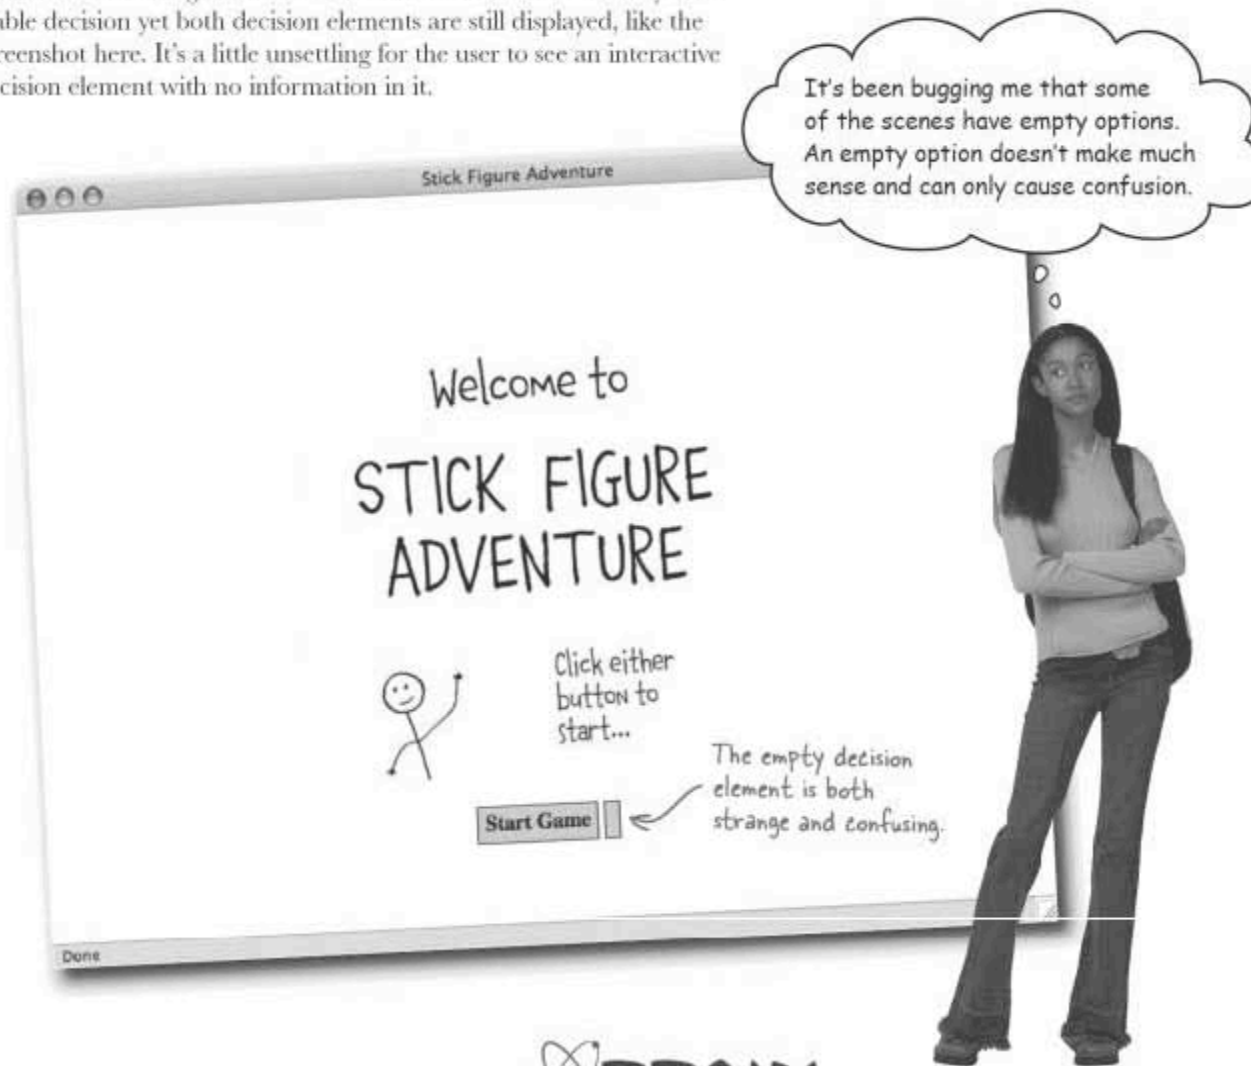 able decision yet both decision elements are still displayed, like the
reenshot here. It's a little unsettling for the user to see an interactive
cision element with no information in it.
It's been bugging me that some
of the scenes have empty options.
An empty option doesn't make much
sense and can only cause confusion.
Stick Figure Adventure
Welcome to
STICK FIGURE
ADVENTURE
Click either
button to
start...
The empty decision
element is both
strange and confusing.
Start Game
Done